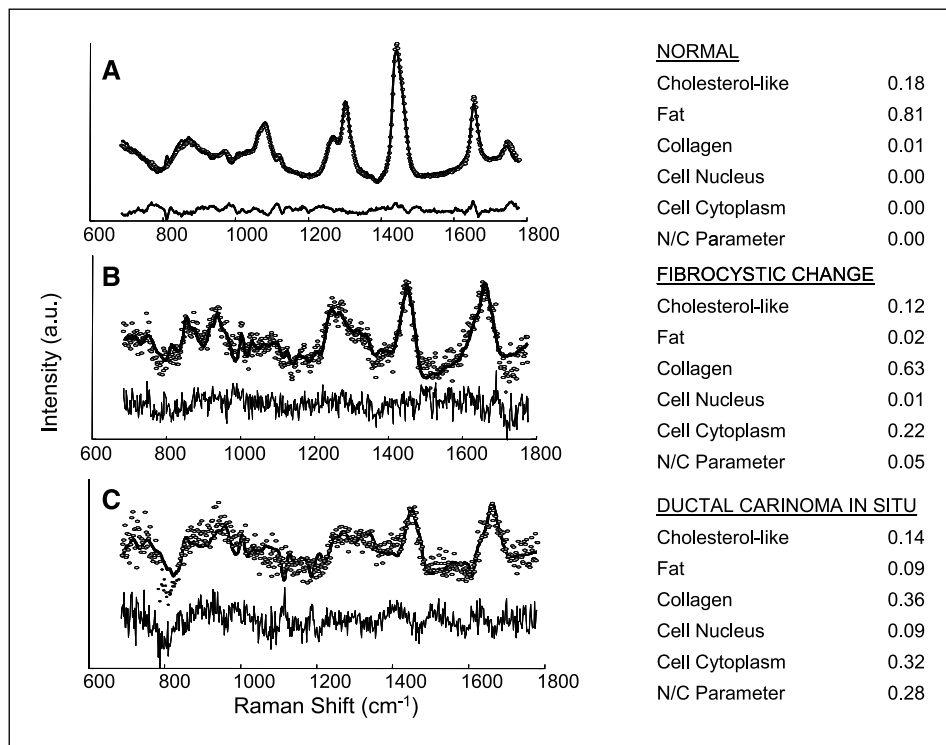 A
600 800 1000 1200 1400 1600 1800
B
600 800 1000 1200 1400 1600 1800
C
600 800 1000 1200 1400 1600 1800
Intensity (a.u.)
Raman Shift (cm⁻¹)
NORMAL
Cholesterol-like 0.18
Fat 0.81
Collagen 0.01
Cell Nucleus 0.00
Cell Cytoplasm 0.00
N/C Parameter 0.00
FIBROCYSTIC CHANGE
Cholesterol-like 0.12
Fat 0.02
Collagen 0.63
Cell Nucleus 0.01
Cell Cytoplasm 0.22
N/C Parameter 0.05
DUCTAL CARINOMA IN SITU
Cholesterol-like 0.14
Fat 0.09
Collagen 0.36
Cell Nucleus 0.09
Cell Cytoplasm 0.32
N/C Parameter 0.28